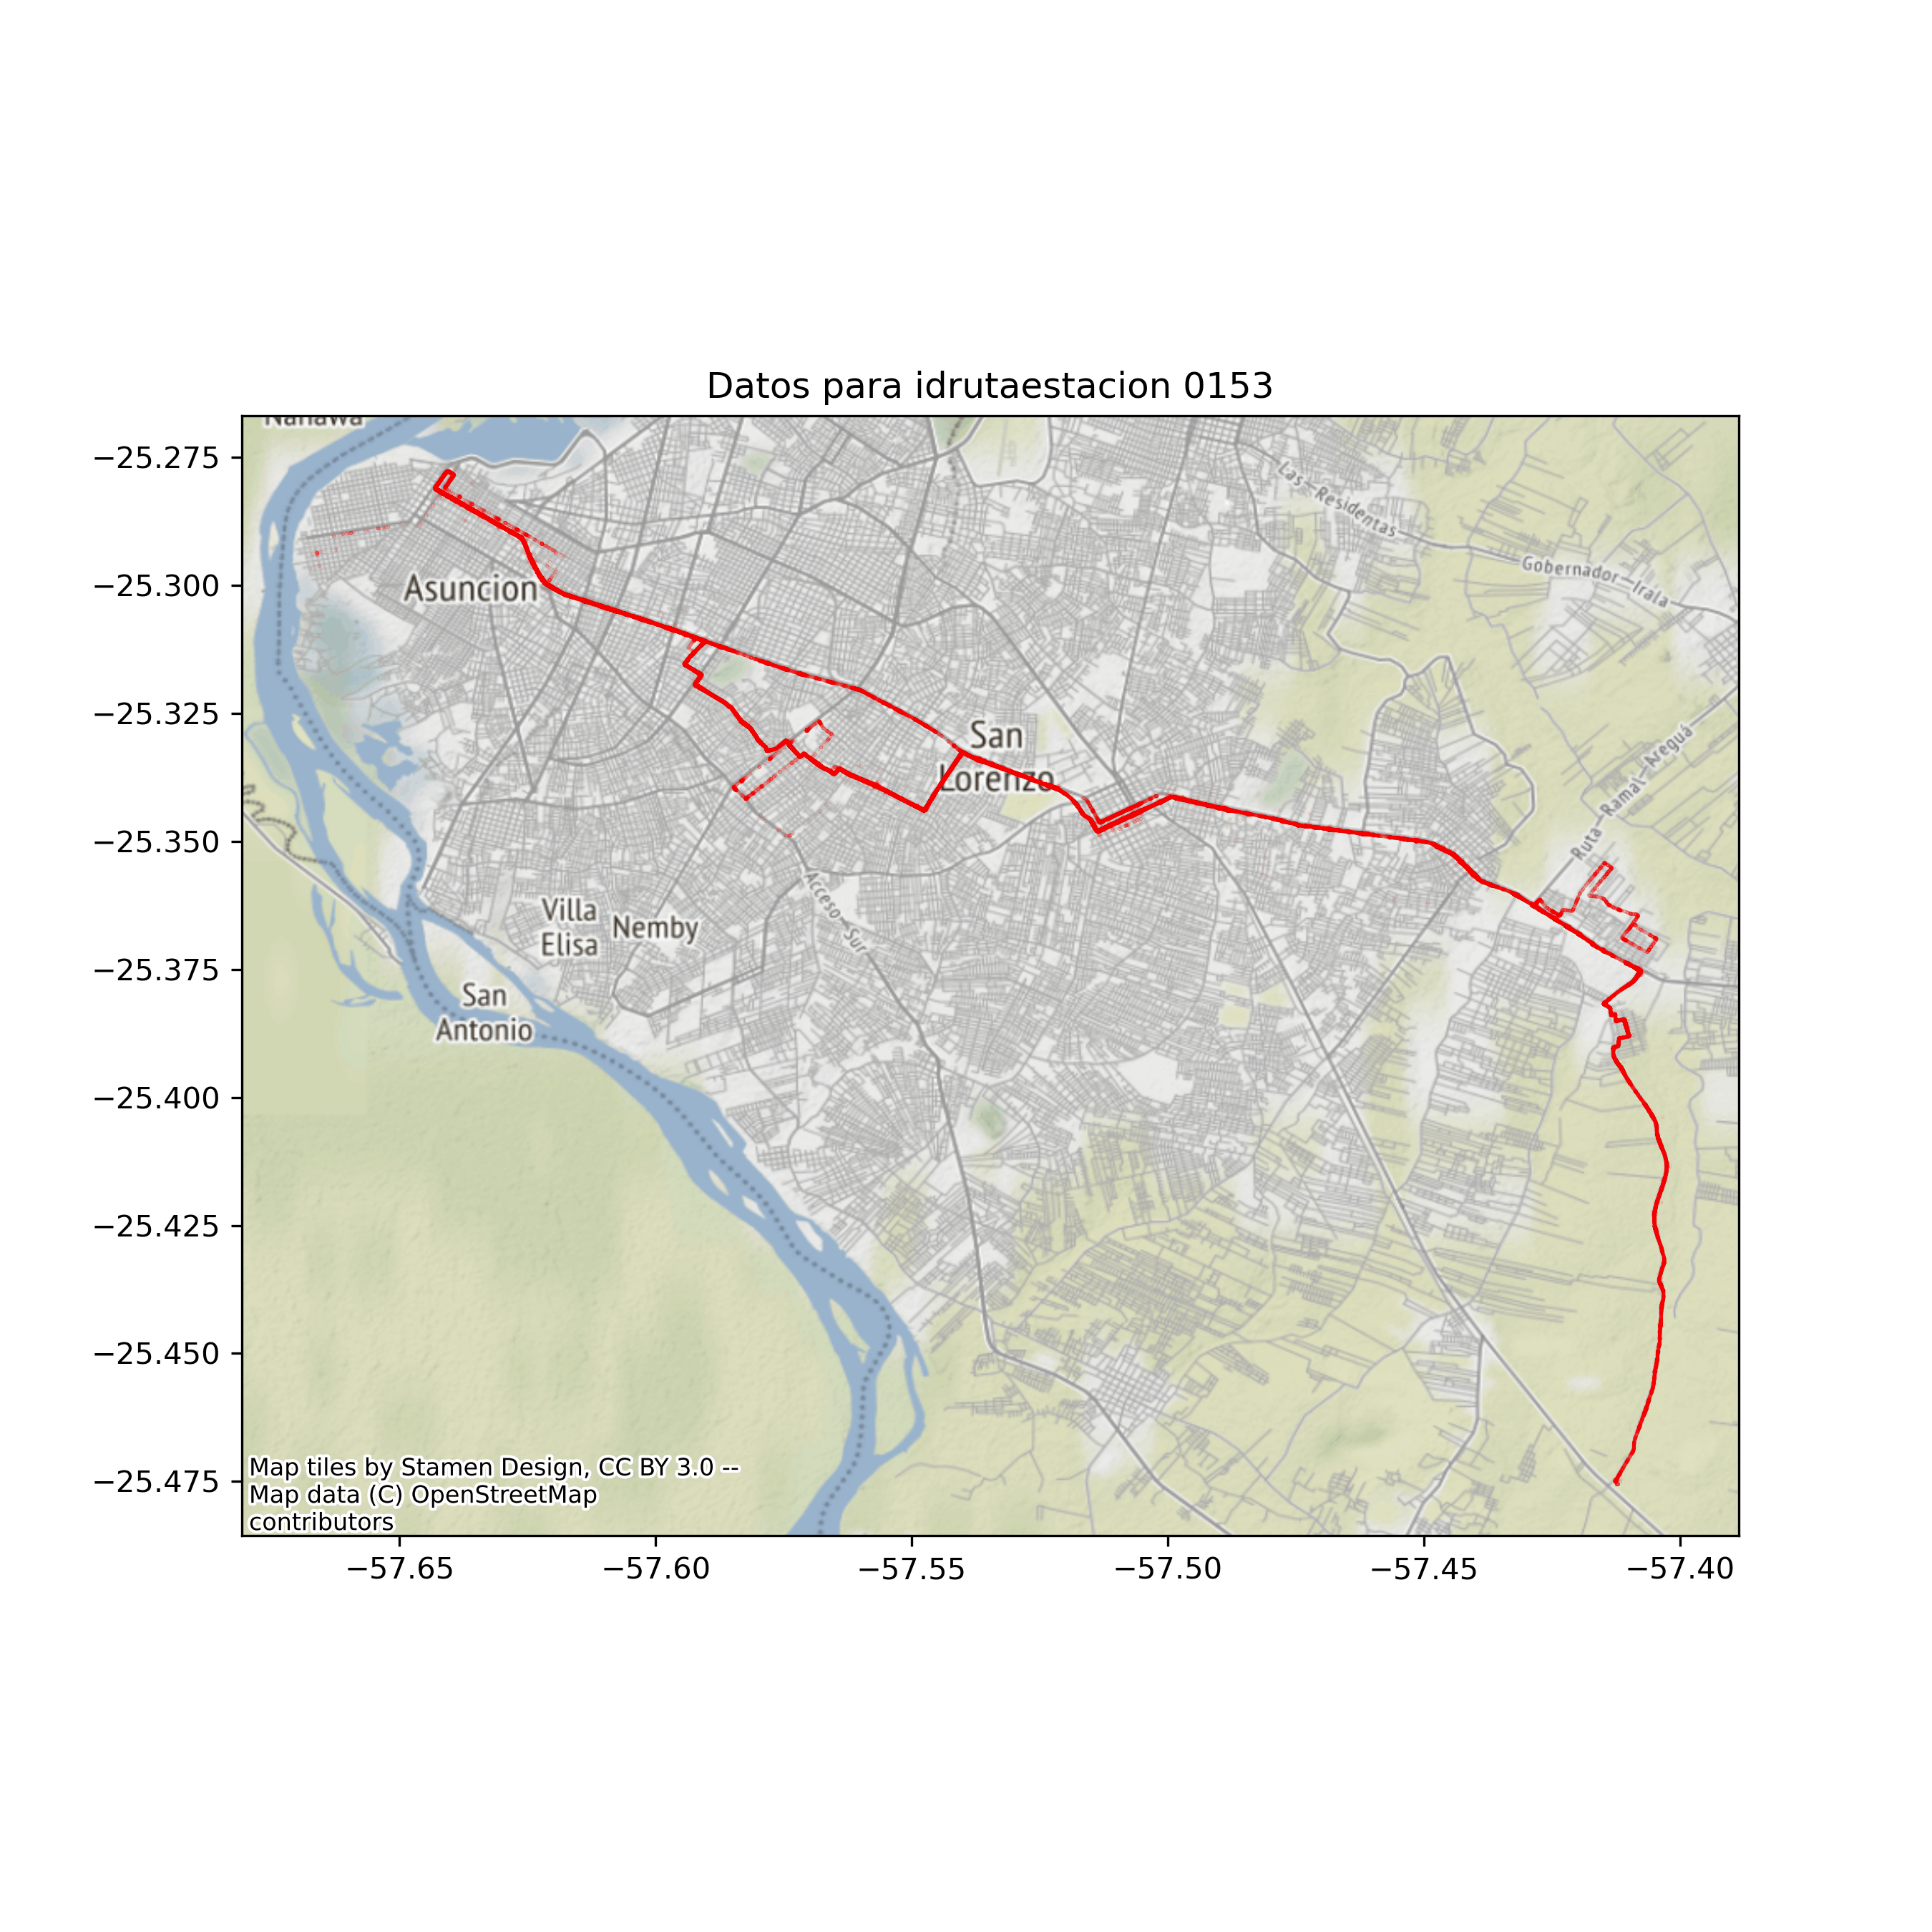 Datos para idrutaestacion 0153
Nanawa
−25.275
−25.300
−25.325
−25.350
−25.375
−25.400
−25.425
−25.450
−25.475
Las Residentas
Gobernador Irala
Asuncion
San
Lorenzo
Ruta Ramal Areguá
Acceso Sur
Villa
Elisa
Nemby
San
Antonio
Map tiles by Stamen Design, CC BY 3.0 --
Map data (C) OpenStreetMap
contributors
−57.65
−57.60
−57.55
−57.50
−57.45
−57.40